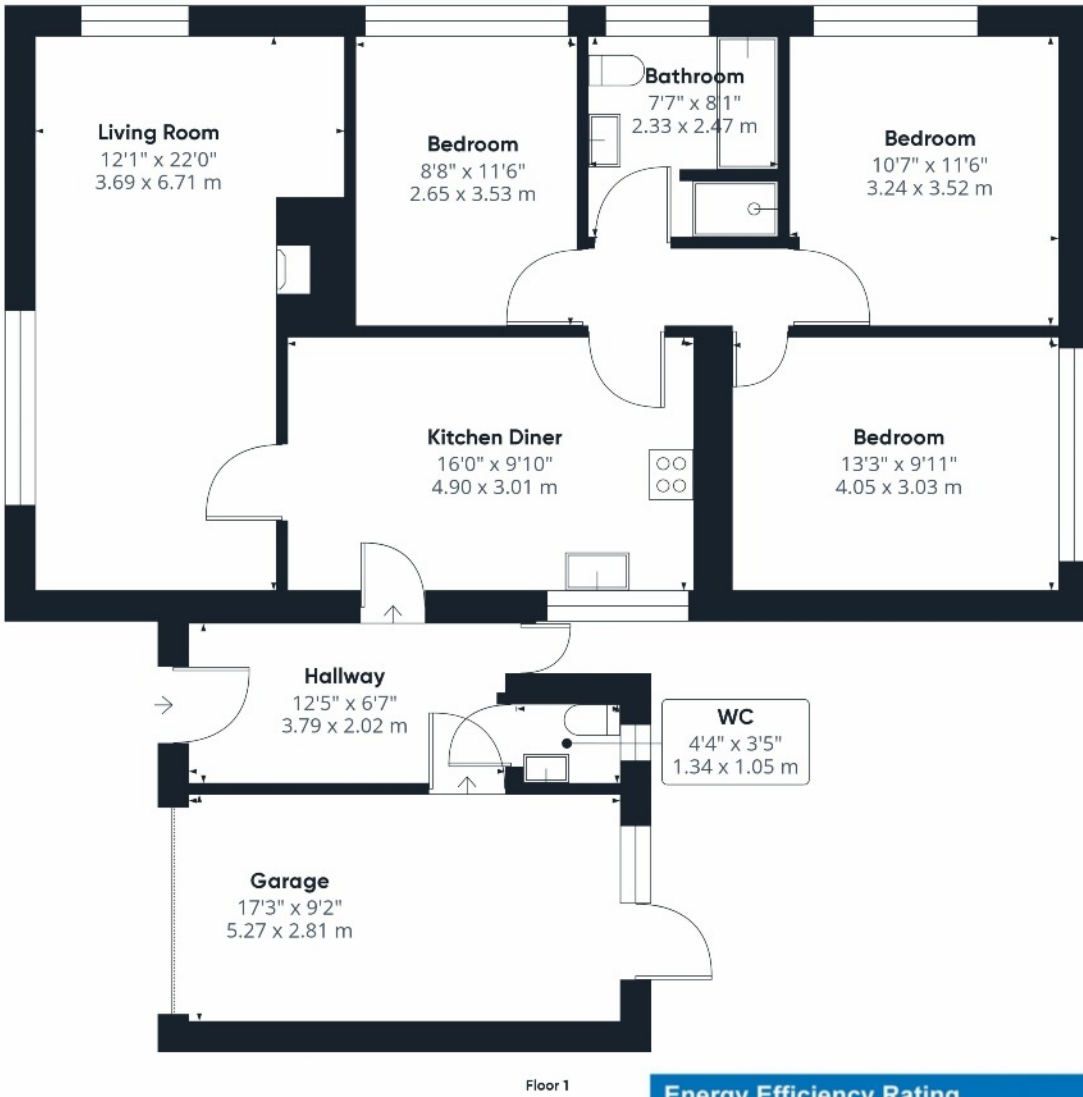 Living Room
12'1" x 22'0"
3.69 x 6.71 m
Bedroom
8'8" x 11'6"
2.65 x 3.53 m
Bathroom
7'7" x 8'1"
2.33 x 2.47 m
Bedroom
10'7" x 11'6"
3.24 x 3.52 m
Kitchen Diner
16'0" x 9'10"
4.90 x 3.01 m
Bedroom
13'3" x 9'11"
4.05 x 3.03 m
Hallway
12'5" x 6'7"
3.79 x 2.02 m
WC
4'4" x 3'5"
1.34 x 1.05 m
Garage
17'3" x 9'2"
5.27 x 2.81 m
Floor 1
Energy Efficiency Rating